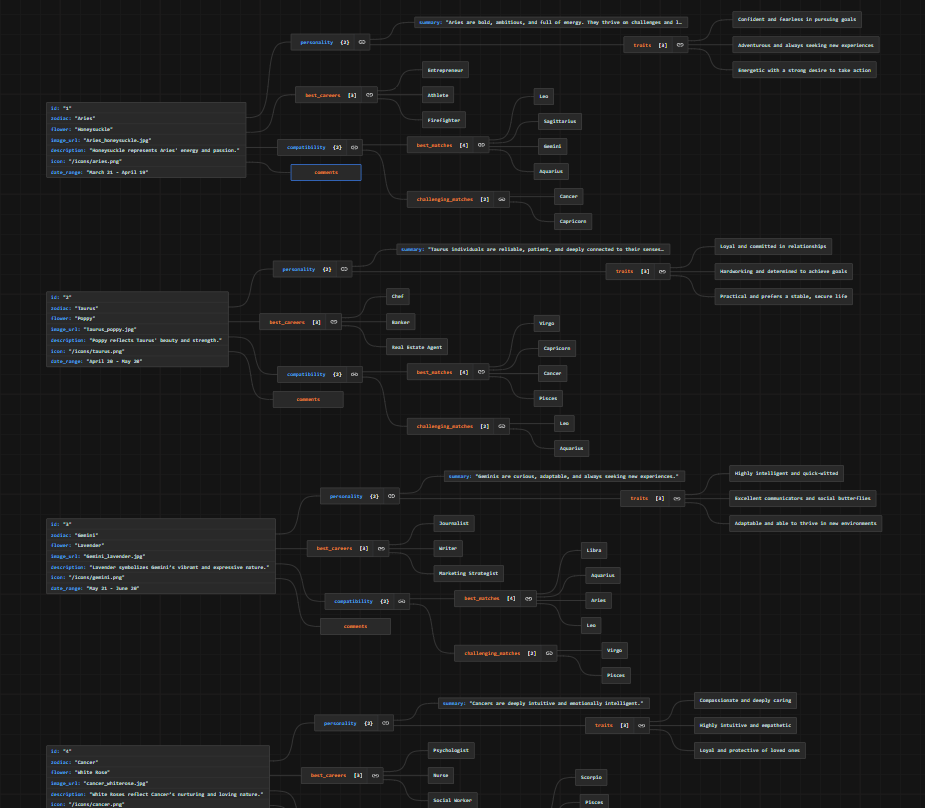 personality {2}
summary: "Aries are bold, ambitious, and full of energy. They thrive on challenges and l…
traits [3]
Confident and fearless in pursuing goals
Adventurous and always seeking new experiences
Energetic with a strong desire to take action
best_careers [3]
Entrepreneur
Athlete
Firefighter
id: "1"
zodiac: "Aries"
flower: "Honeysuckle"
image_url: "Aries_honeysuckle.jpg"
description: "Honeysuckle represents Aries' energy and passion."
icon: "/icons/aries.png"
date_range: "March 21 - April 19"
compatibility {2}
best_matches [4]
Leo
Sagittarius
Gemini
Aquarius
comments
challenging_matches [2]
Cancer
Capricorn
personality {2}
summary: "Taurus individuals are reliable, patient, and deeply connected to their senses…
traits [3]
Loyal and committed in relationships
Hardworking and determined to achieve goals
Practical and prefers a stable, secure life
id: "2"
zodiac: "Taurus"
flower: "Poppy"
image_url: "Taurus_poppy.jpg"
description: "Poppy reflects Taurus' beauty and strength."
icon: "/icons/taurus.png"
date_range: "April 20 - May 20"
best_careers [3]
Chef
Banker
Real Estate Agent
compatibility {2}
best_matches [4]
Virgo
Capricorn
Cancer
Pisces
comments
challenging_matches [2]
Leo
Aquarius
personality {2}
summary: "Geminis are curious, adaptable, and always seeking new experiences."
traits [3]
Highly intelligent and quick-witted
Excellent communicators and social butterflies
Adaptable and able to thrive in new environments
id: "3"
zodiac: "Gemini"
flower: "Lavender"
image_url: "Gemini_lavender.jpg"
description: "Lavender symbolizes Gemini's vibrant and expressive nature."
icon: "/icons/gemini.png"
date_range: "May 21 - June 20"
best_careers [3]
Journalist
Writer
Marketing Strategist
compatibility {2}
best_matches [4]
Libra
Aquarius
Aries
Leo
comments
challenging_matches [2]
Virgo
Pisces
personality {2}
summary: "Cancers are deeply intuitive and emotionally intelligent."
traits [3]
Compassionate and deeply caring
Highly intuitive and empathetic
Loyal and protective of loved ones
id: "4"
zodiac: "Cancer"
flower: "White Rose"
image_url: "cancer_whiterose.jpg"
description: "White Roses reflect Cancer's nurturing and loving nature."
icon: "/icons/cancer.png"
best_careers [3]
Psychologist
Nurse
Social Worker
Scorpio
Pisces